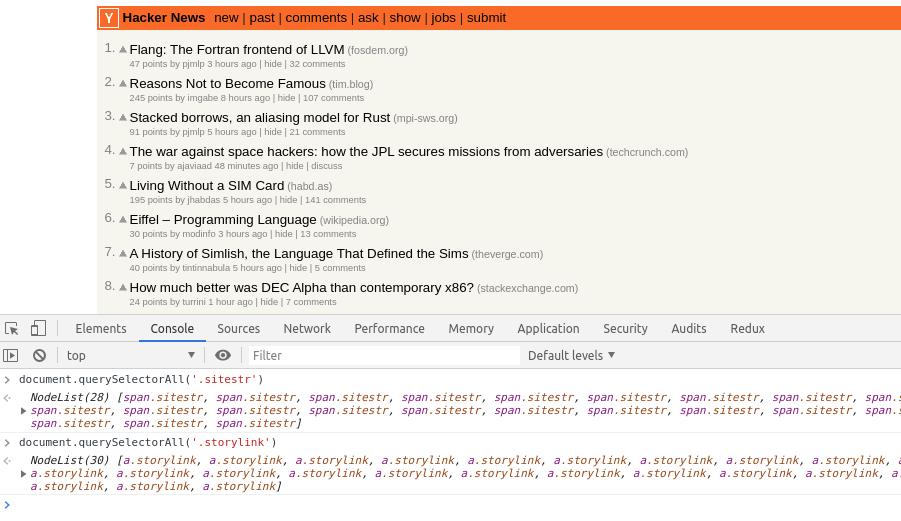 Y Hacker News new | past | comments | ask | show | jobs | submit
1. Flang: The Fortran frontend of LLVM (fosdem.org)
47 points by pjmlp 3 hours ago | hide | 32 comments
2. Reasons Not to Become Famous (tim.blog)
245 points by imgabe 8 hours ago | hide | 107 comments
3. Stacked borrows, an aliasing model for Rust (mpi-sws.org)
91 points by pjmlp 5 hours ago | hide | 21 comments
4. The war against space hackers: how the JPL secures missions from adversaries (techcrunch.com)
7 points by ajaviaad 48 minutes ago | hide | discuss
5. Living Without a SIM Card (habd.as)
195 points by jhabdas 5 hours ago | hide | 141 comments
6. Eiffel – Programming Language (wikipedia.org)
30 points by modinfo 3 hours ago | hide | 13 comments
7. A History of Simlish, the Language That Defined the Sims (theverge.com)
40 points by tintinnabula 5 hours ago | hide | 5 comments
8. How much better was DEC Alpha than contemporary x86? (stackexchange.com)
24 points by turrini 1 hour ago | hide | 7 comments
Elements Console Sources Network Performance Memory Application Security Audits Redux
top Filter Default levels
document.querySelectorAll('.sitestr')
NodeList(28) [span.sitestr, span.sitestr, span.sitestr, span.sitestr, span.sitestr, span.sitestr, span.sitestr, span.sitestr, span.s
span.sitestr, span.sitestr, span.sitestr, span.sitestr, span.sitestr, span.sitestr, span.sitestr, span.sitestr, span.sitestr, span.s
span.sitestr, span.sitestr, span.sitestr]
document.querySelectorAll('.storylink')
NodeList(30) [a.storylink, a.storylink, a.storylink, a.storylink, a.storylink, a.storylink, a.storylink, a.storylink, a.storylink, a
a.storylink, a.storylink, a.storylink, a.storylink, a.storylink, a.storylink, a.storylink, a.storylink, a.storylink, a.storylink, a.
a.storylink, a.storylink, a.storylink]